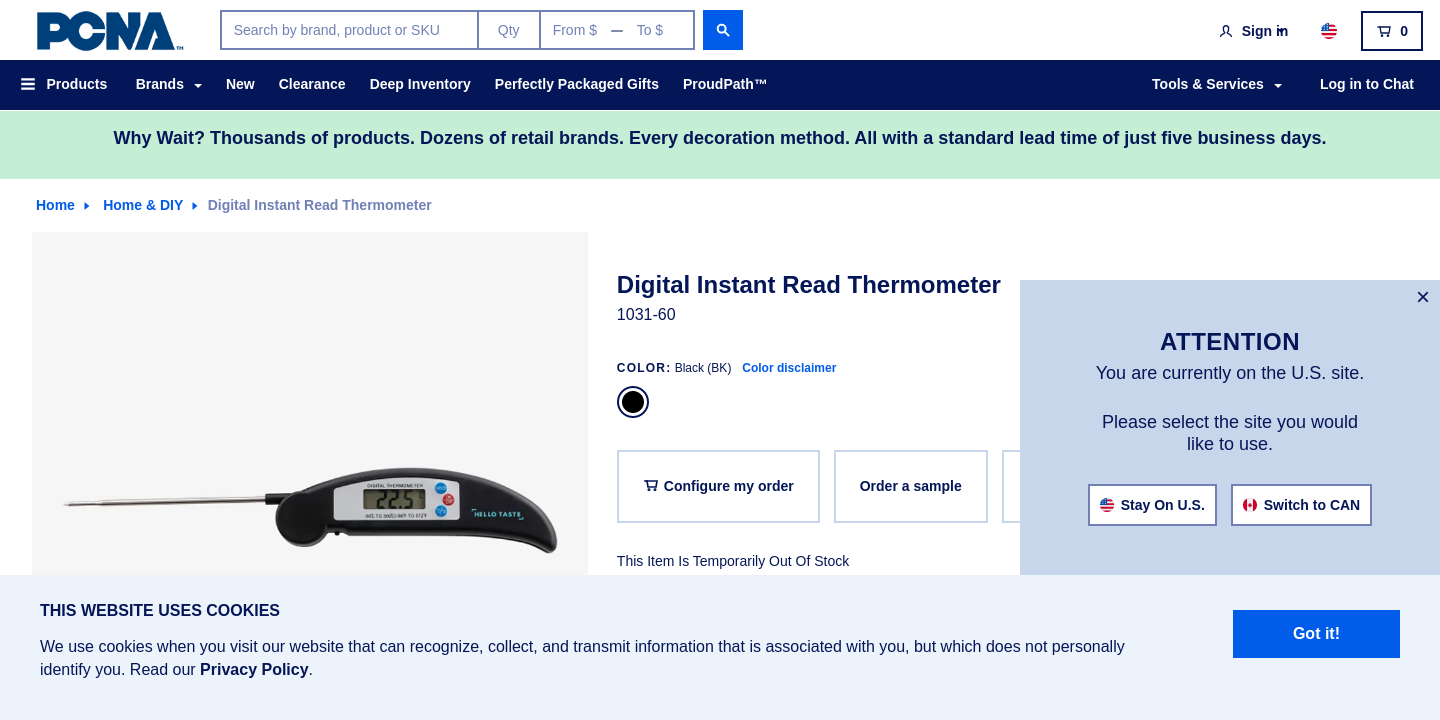 PCNA™
Search by brand, product or SKU Qty From $ — To $
Sign in
0
Products Brands New Clearance Deep Inventory Perfectly Packaged Gifts ProudPath™ Tools & Services Log in to Chat
Why Wait? Thousands of products. Dozens of retail brands. Every decoration method. All with a standard lead time of just five business days.
Home Home & DIY Digital Instant Read Thermometer
DIGITAL THERMOMETER
22.5
HELLO TASTE
Digital Instant Read Thermometer
1031-60
COLOR: Black (BK) Color disclaimer
Configure my order Order a sample
This Item Is Temporarily Out Of Stock
×
ATTENTION
You are currently on the U.S. site.
Please select the site you would
like to use.
Stay On U.S. Switch to CAN
THIS WEBSITE USES COOKIES
We use cookies when you visit our website that can recognize, collect, and transmit information that is associated with you, but which does not personally
identify you. Read our Privacy Policy.
Got it!